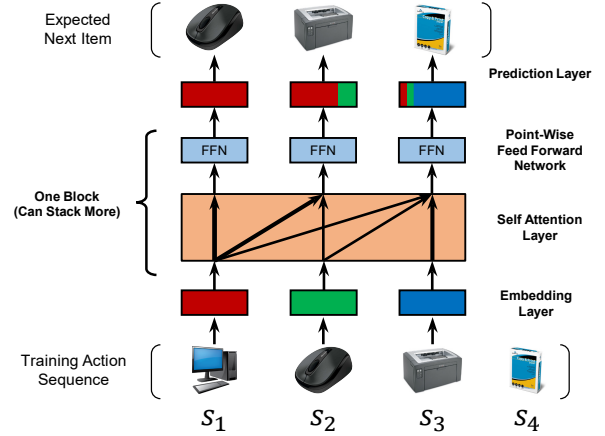 Expected
Next Item
Prediction Layer
FFN
FFN
FFN
Point-Wise
Feed Forward
Network
One Block
(Can Stack More)
Self Attention
Layer
Embedding
Layer
Training Action
Sequence
s1
s2
s3
s4